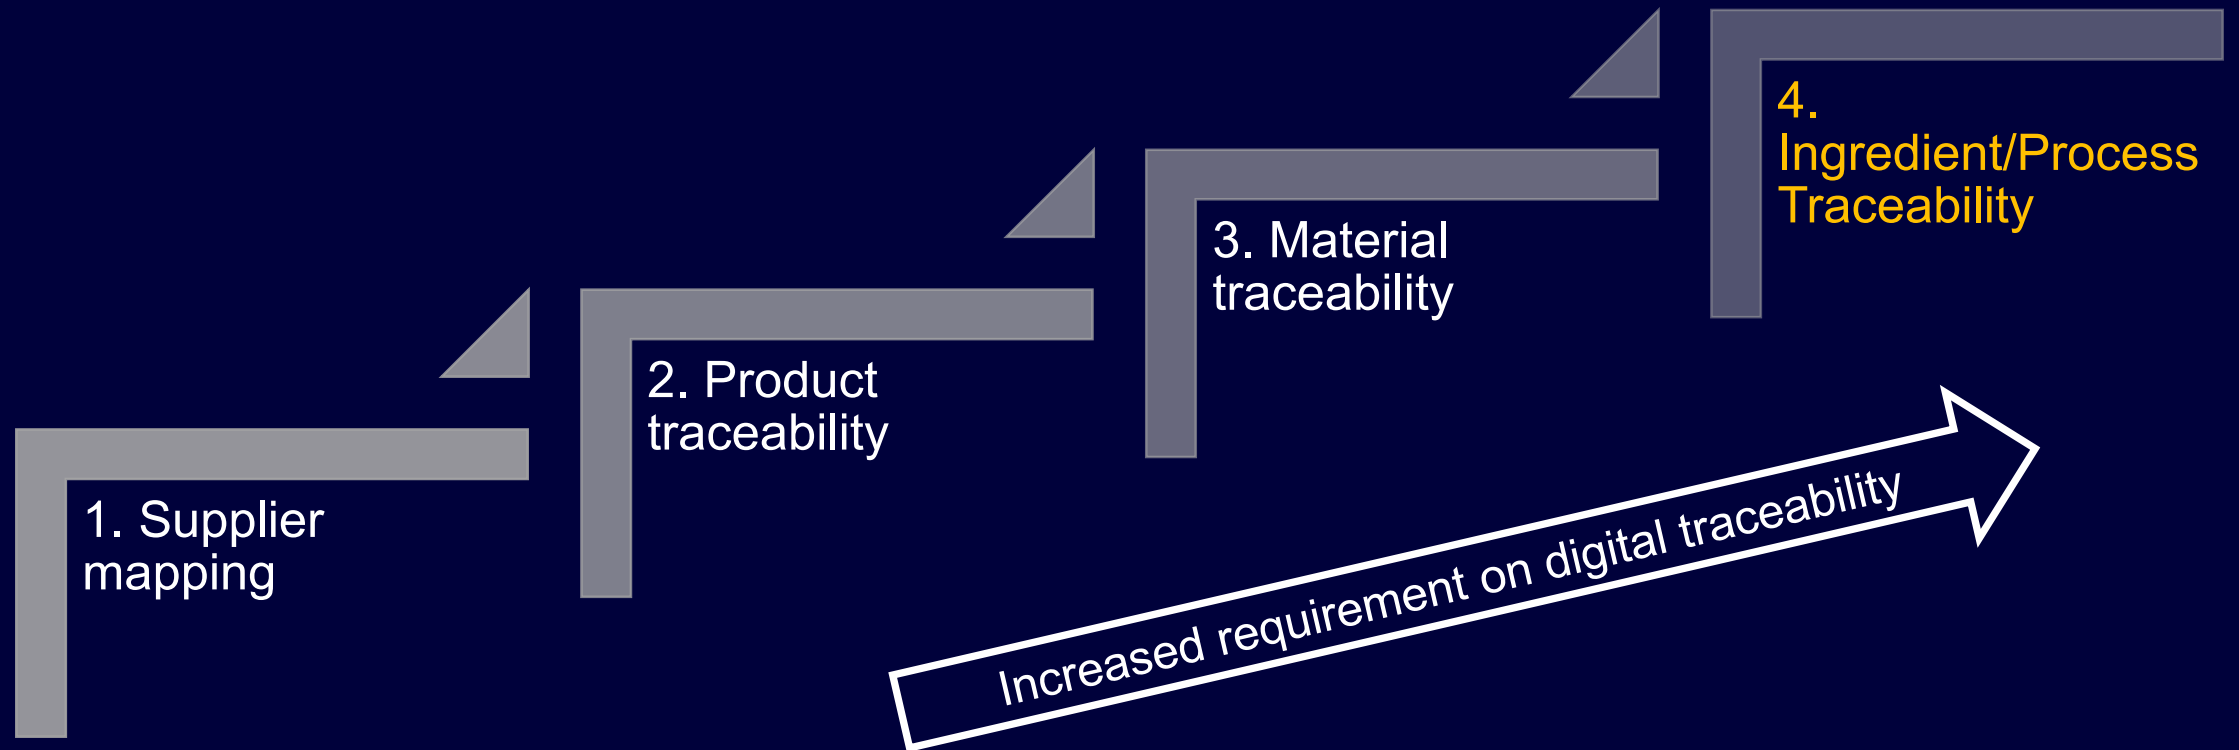 1. Supplier
mapping
2. Product
traceability
3. Material
traceability
4.
Ingredient/Process
Traceability
Increased requirement on digital traceability